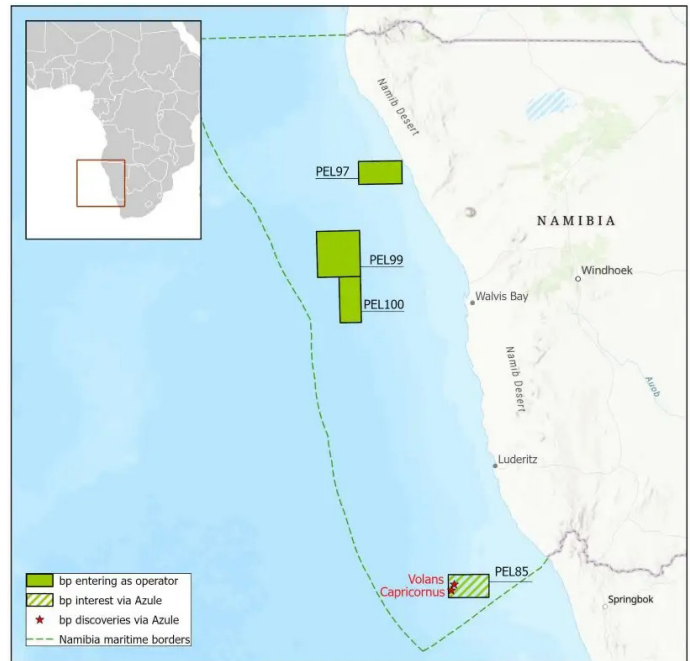 Namib Desert
PEL97
NAMIBIA
PEL99
Windhoek
PEL100
Walvis Bay
Namib Desert
Auob
Luderitz
PEL85
Volans
Capricornus
Springbok
bp entering as operator
bp interest via Azule
bp discoveries via Azule
Namibia maritime borders